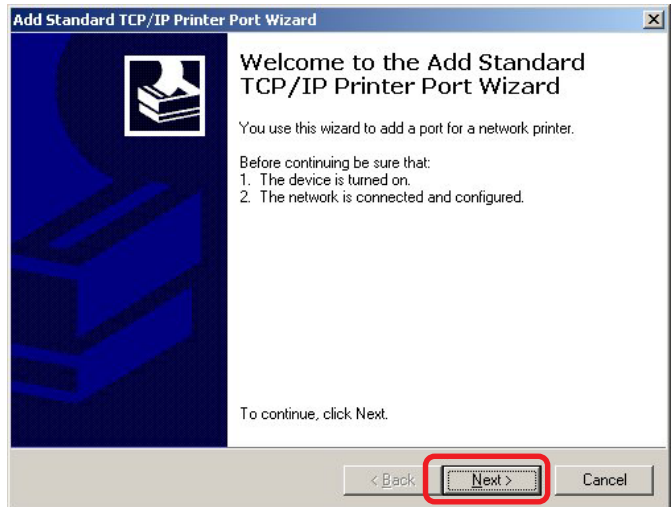 Add Standard TCP/IP Printer Port Wizard
Welcome to the Add Standard
TCP/IP Printer Port Wizard
You use this wizard to add a port for a network printer.
Before continuing be sure that:
1. The device is turned on.
2. The network is connected and configured.
To continue, click Next.
< Back
Next >
Cancel